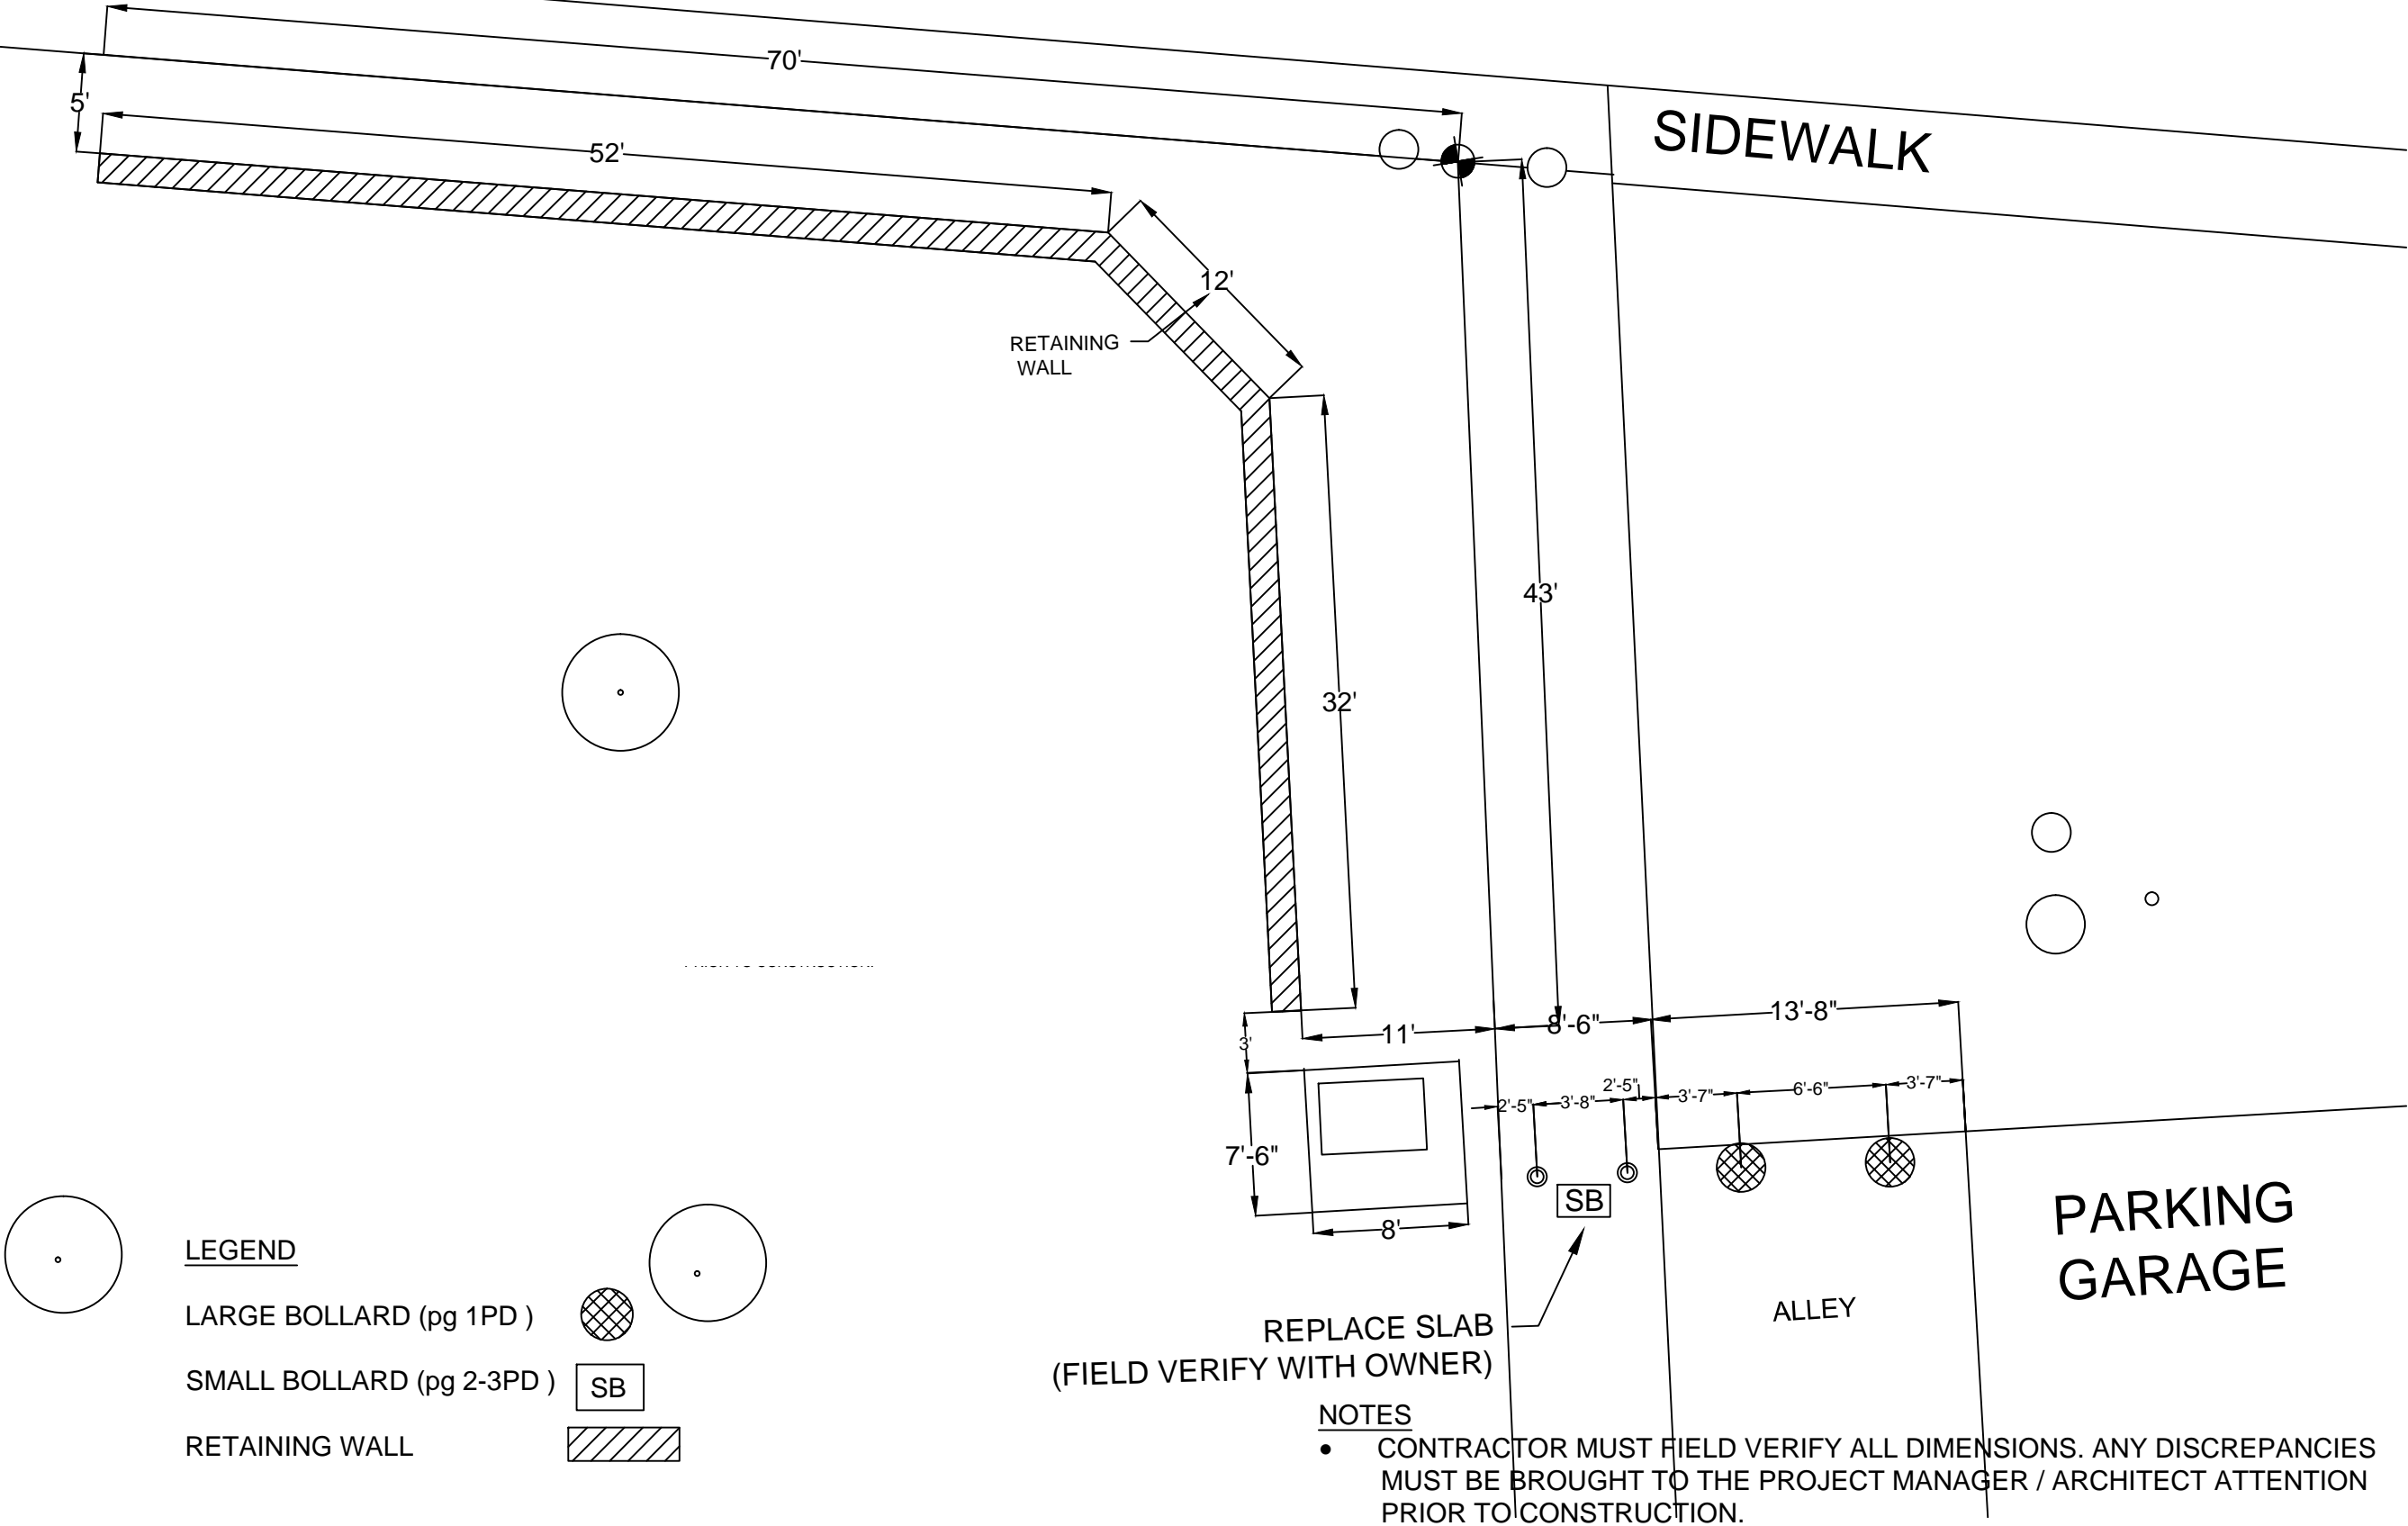 70'
5'
52'
SIDEWALK
12'
RETAINING
WALL
43'
32'
11'
8'-6"
13'-8"
3'
2'-5"
3'-8"
2'-5"
3'-7"
6'-6"
3'-7"
7'-6"
8'
SB
PARKING
GARAGE
ALLEY
REPLACE SLAB
(FIELD VERIFY WITH OWNER)
LEGEND
LARGE BOLLARD (pg 1PD )
SMALL BOLLARD (pg 2-3PD )
SB
RETAINING WALL
NOTES
• CONTRACTOR MUST FIELD VERIFY ALL DIMENSIONS. ANY DISCREPANCIES
MUST BE BROUGHT TO THE PROJECT MANAGER / ARCHITECT ATTENTION
PRIOR TO CONSTRUCTION.